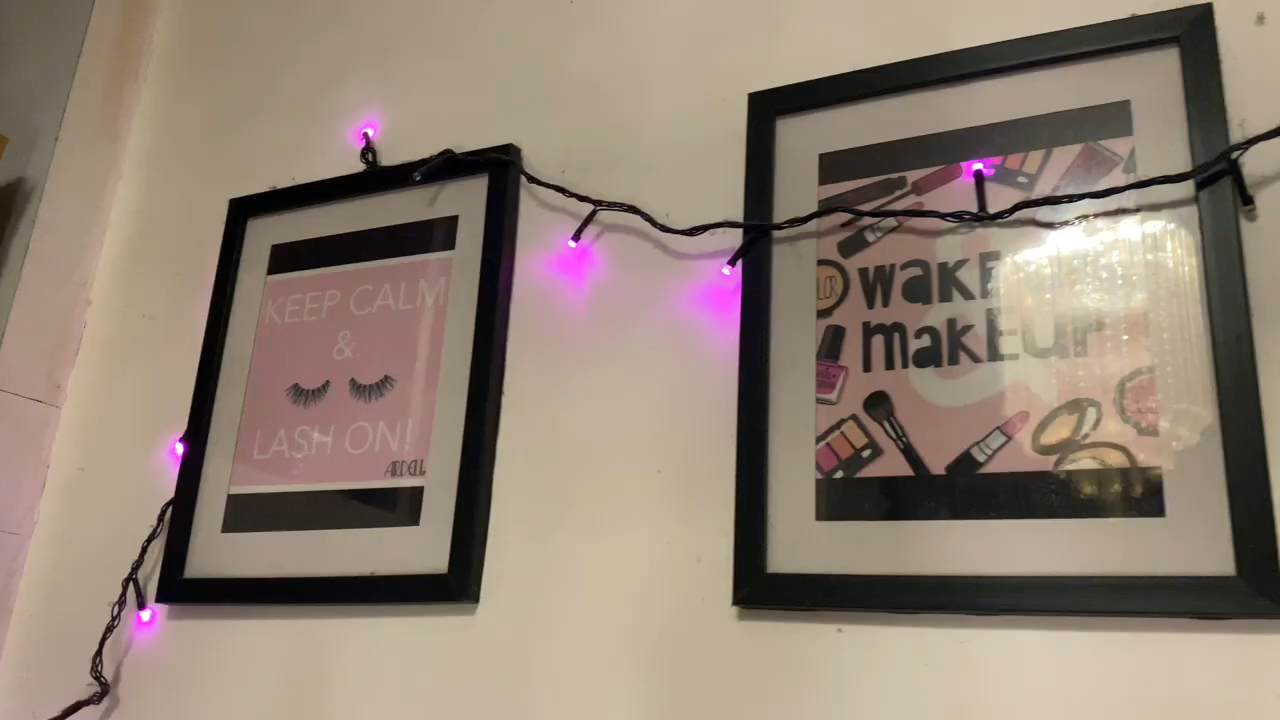 KEEP CALM
&
LASH ON!
ARDELL
wake
&
makeup